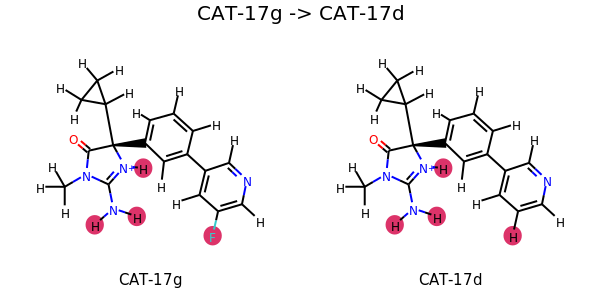 CAT-17g -> CAT-17d
H H H H
H H H H
H H H H
H H H H
O H H O H H
N+ H N+ H
H H H H
N H N N H N
H H H H H H
N H N H
H H H H H H
H F H H
CAT-17g CAT-17d